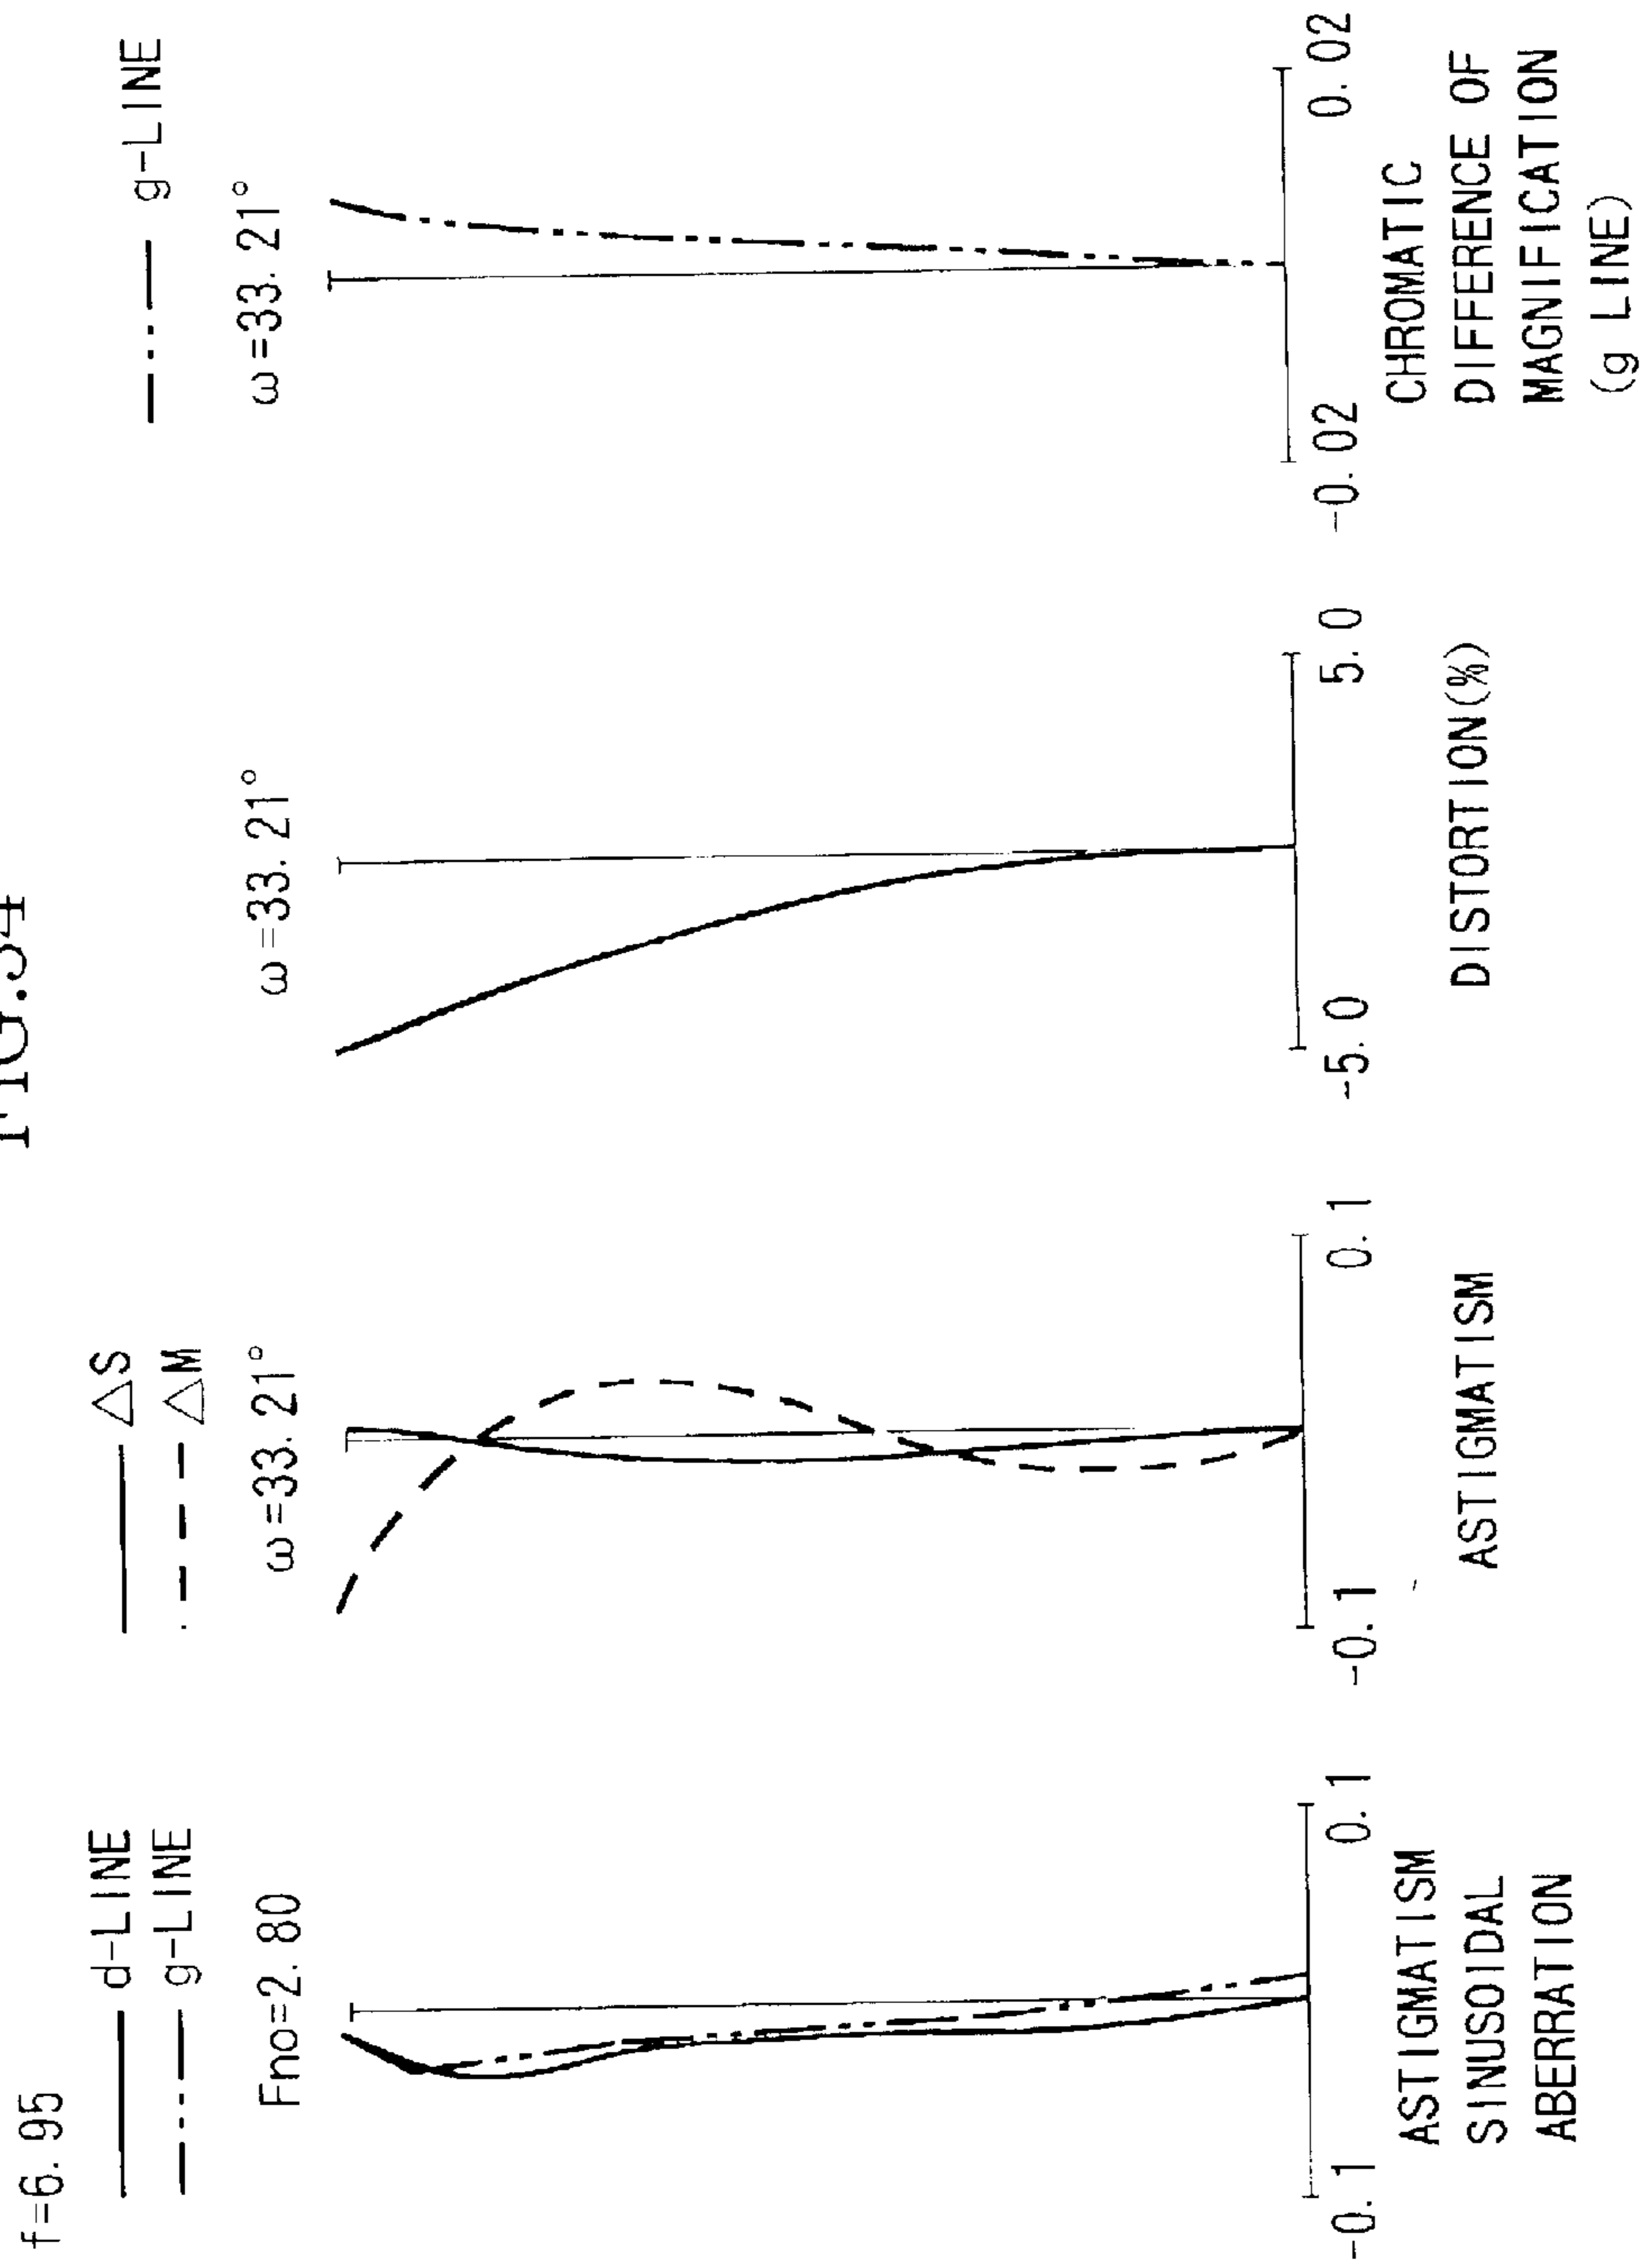 FIG.34
f=6.95
d-LINE
g-LINE
Fno=2.80
-0.1
0.1
ASTIGMATISM
SINUSOIDAL
ABERRATION
△S
△M
ω=33.21°
-0.1
0.1
ASTIGMATISM
ω=33.21°
-5.0
5.0
DISTORTION(%)
g-LINE
ω=33.21°
-0.02
0.02
CHROMATIC
DIFFERENCE OF
MAGNIFICATION
(g LINE)